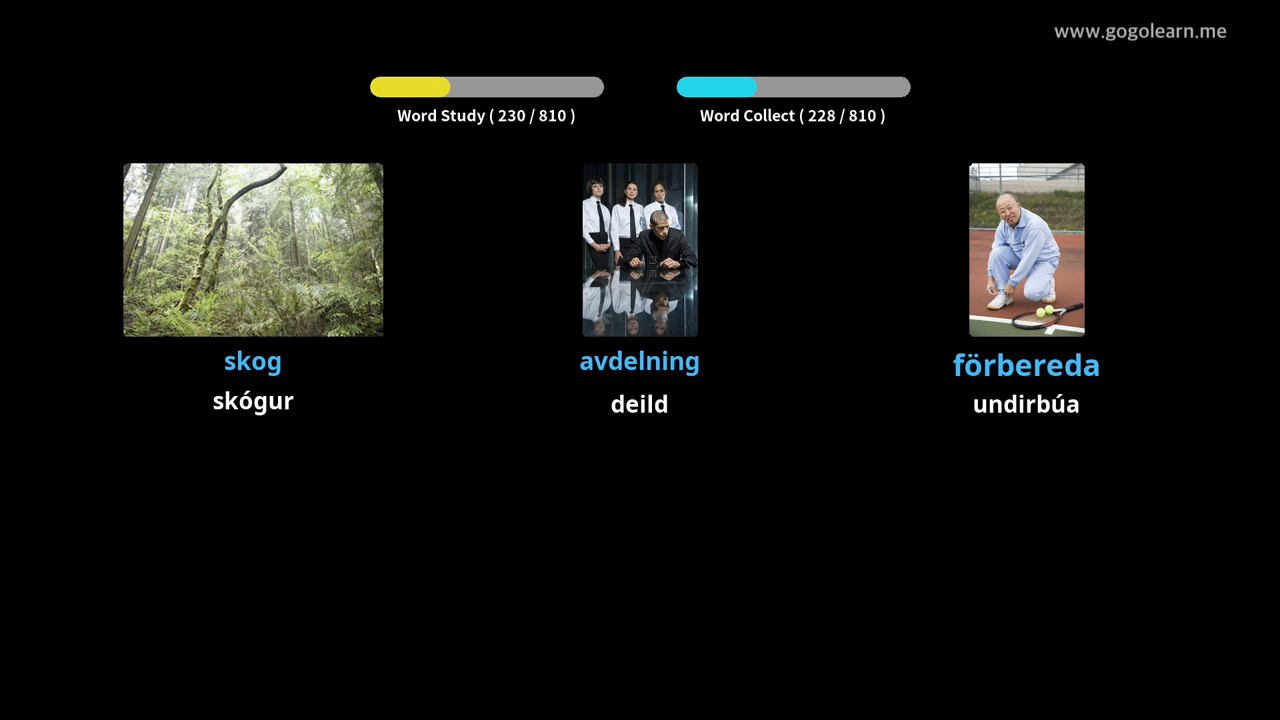 www.gogolearn.me
Word Study ( 230 / 810 )
Word Collect ( 228 / 810 )
skog
avdelning
förbereda
skógur
deild
undirbúa